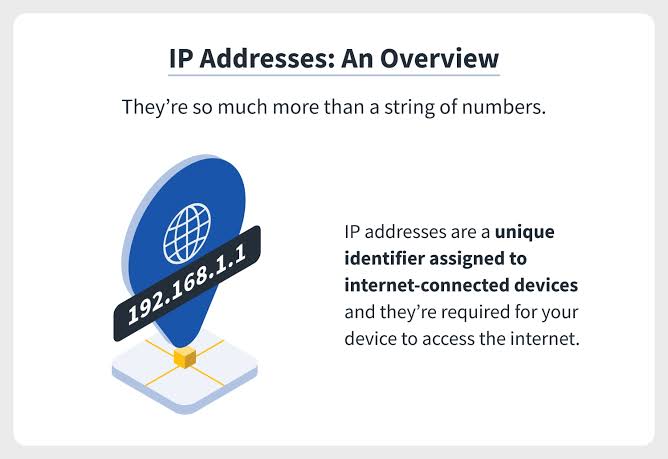 IP Addresses: An Overview
They’re so much more than a string of numbers.
192.168.1.1
IP addresses are a unique
identifier assigned to
internet-connected devices
and they’re required for your
device to access the internet.